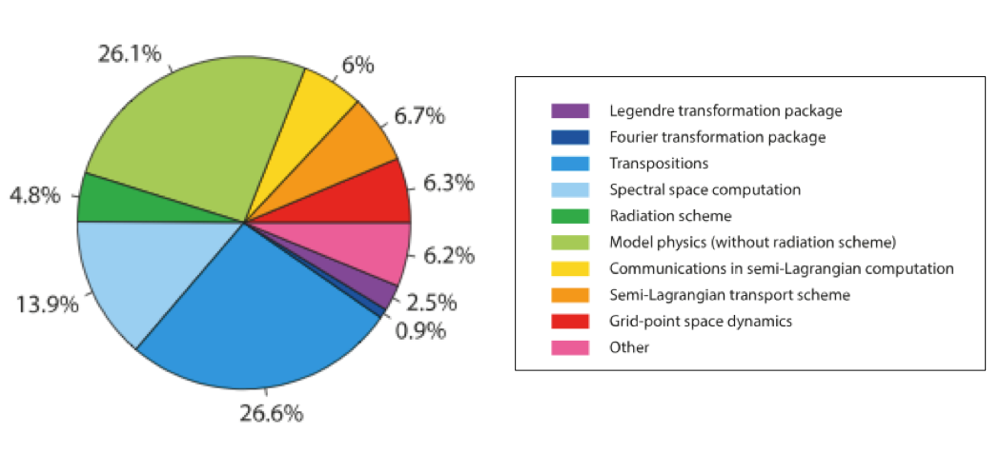 26.1%
6%
6.7%
6.3%
6.2%
2.5%
0.9%
26.6%
13.9%
4.8%
Legendre transformation package
Fourier transformation package
Transpositions
Spectral space computation
Radiation scheme
Model physics (without radiation scheme)
Communications in semi-Lagrangian computation
Semi-Lagrangian transport scheme
Grid-point space dynamics
Other